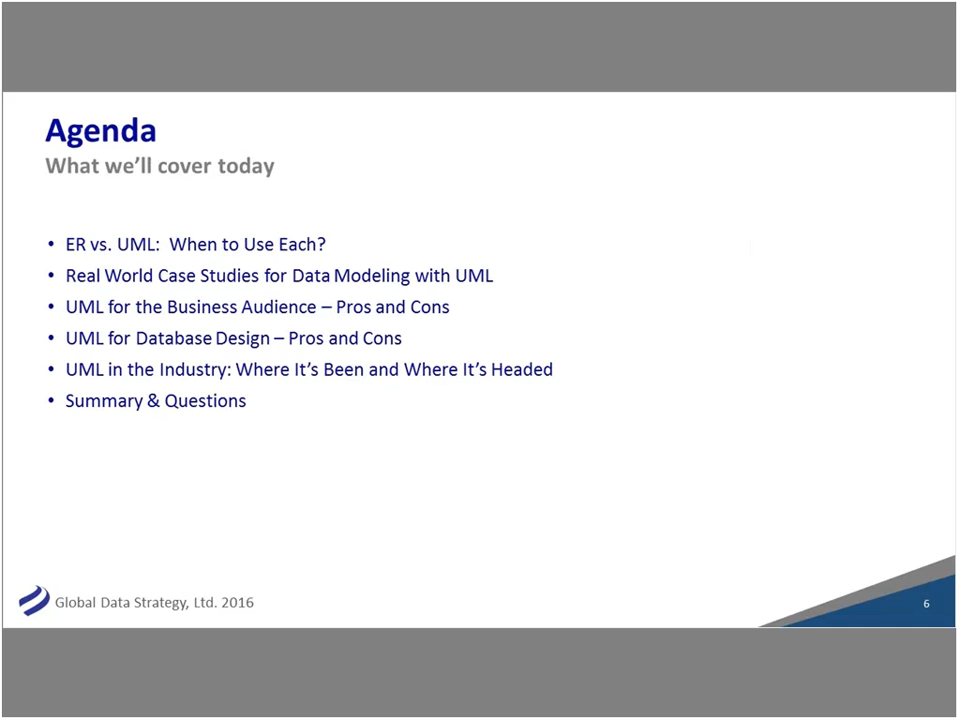 Agenda
What we'll cover today
• ER vs. UML:  When to Use Each?
• Real World Case Studies for Data Modeling with UML
• UML for the Business Audience – Pros and Cons
• UML for Database Design – Pros and Cons
• UML in the Industry: Where It's Been and Where It's Headed
• Summary & Questions
Global Data Strategy, Ltd. 2016
6